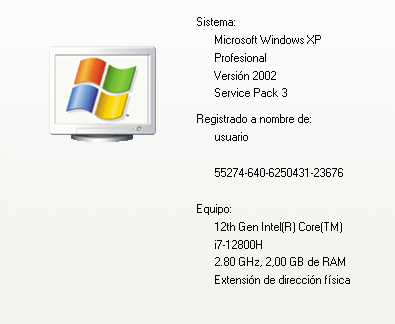 Sistema:
Microsoft Windows XP
Profesional
Versión 2002
Service Pack 3
Registrado a nombre de:
usuario
55274-640-6250431-23676
Equipo:
12th Gen Intel(R) Core(TM)
i7-12800H
2.80 GHz, 2,00 GB de RAM
Extensión de dirección física